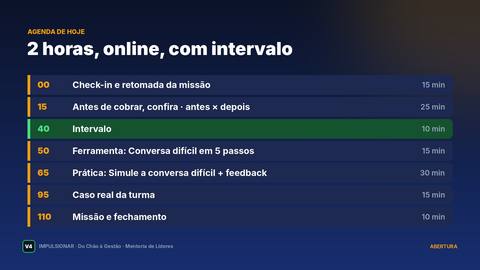 AGENDA DE HOJE
2 horas, online, com intervalo
00 Check-in e retomada da missão 15 min
15 Antes de cobrar, confira · antes × depois 25 min
40 Intervalo 10 min
50 Ferramenta: Conversa difícil em 5 passos 15 min
65 Prática: Simule a conversa difícil + feedback 30 min
95 Caso real da turma 15 min
110 Missão e fechamento 10 min
V4 IMPULSIONAR · Do Chão à Gestão · Mentoria de Líderes ABERTURA